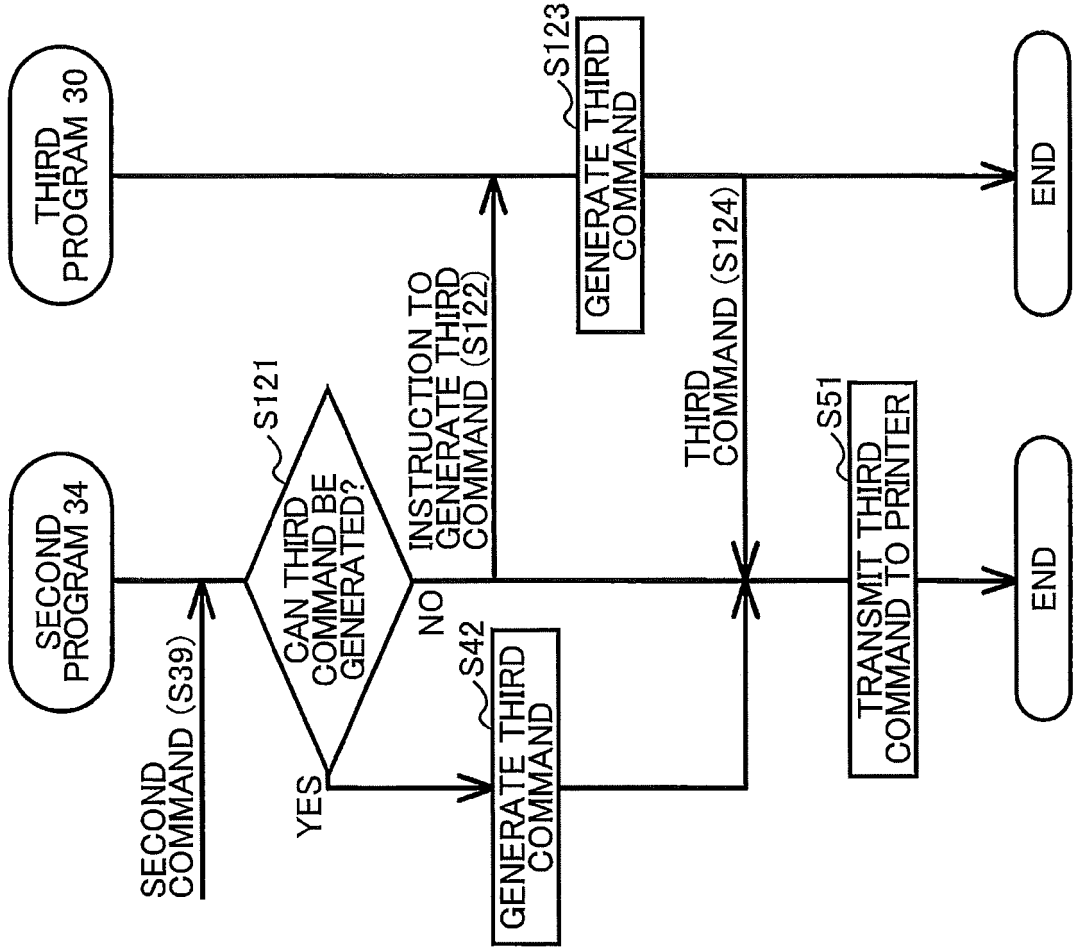 SECOND
PROGRAM 34
THIRD
PROGRAM 30
SECOND
COMMAND (S39)
S121
CAN THIRD
COMMAND BE
GENERATED?
YES
NO
INSTRUCTION TO
GENERATE THIRD
COMMAND (S122)
S42
GENERATE THIRD
COMMAND
S123
GENERATE THIRD
COMMAND
THIRD
COMMAND (S124)
S51
TRANSMIT THIRD
COMMAND TO PRINTER
END
END